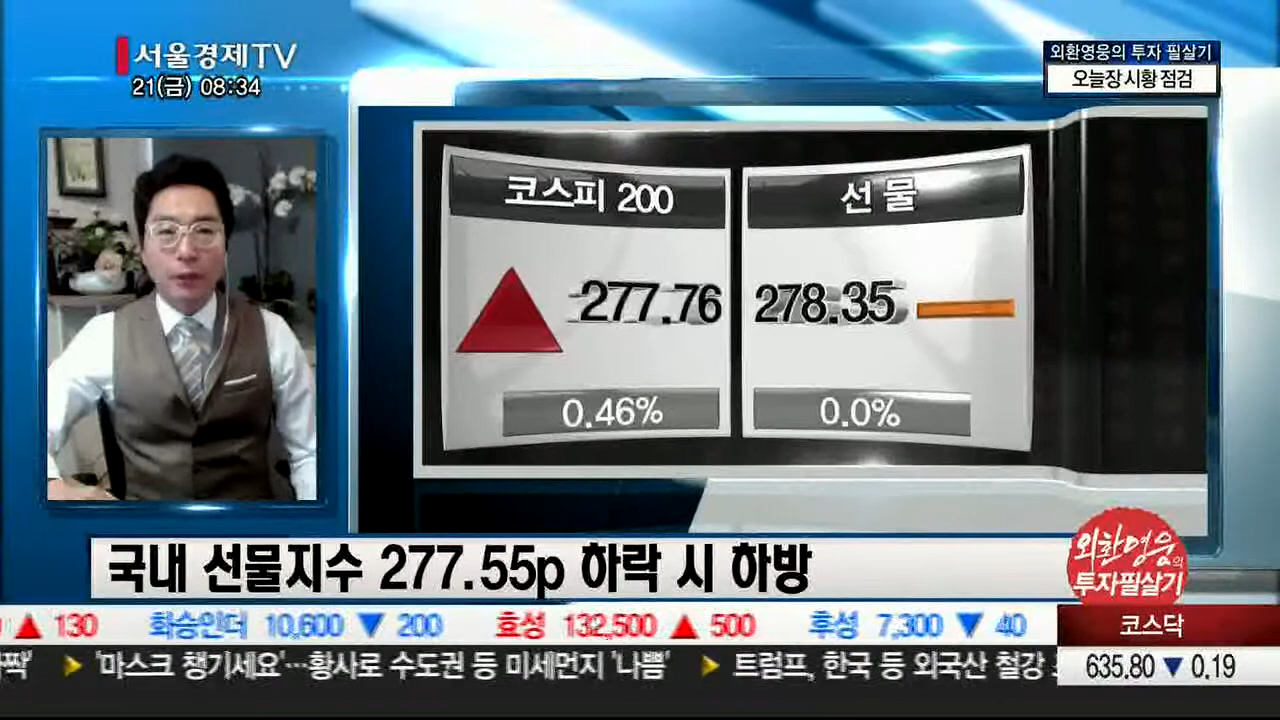 서울경제TV
21(금) 08:34
외환영웅의 투자 필살기
오늘장 시황 점검
코스피 200
277.76
0.46%
선물
278.35
0.0%
국내 선물지수 277.55p 하락 시 하방
외환영웅의
투자필살기
▲ 130 화승인더 10,600 ▼ 200 효성 132,500 ▲ 500 후성 7,300 ▼ 40
코스닥
'마스크 챙기세요'…황사로 수도권 등 미세먼지 '나쁨' 트럼프, 한국 등 외국산 철강
635.80 ▼ 0.19